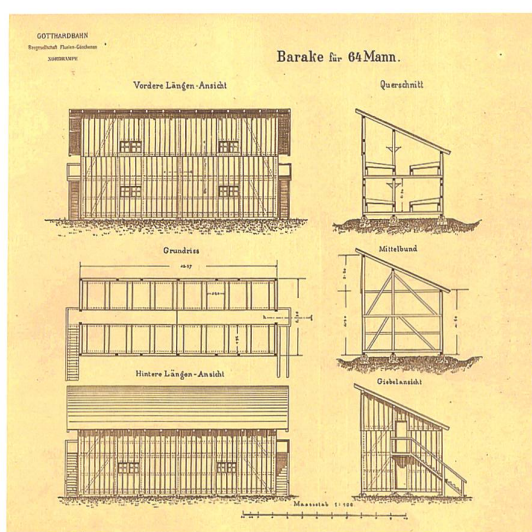 GOTTHARDBAHN
Baugesellschaft Flüelen-Göschenen
NORDRAMPE
Barake für 64 Mann.
Vordere Längen-Ansicht
Querschnitt
Grundriss
Mittelbund
Hintere Längen-Ansicht
Giebelansicht
Maasstab 1:100.